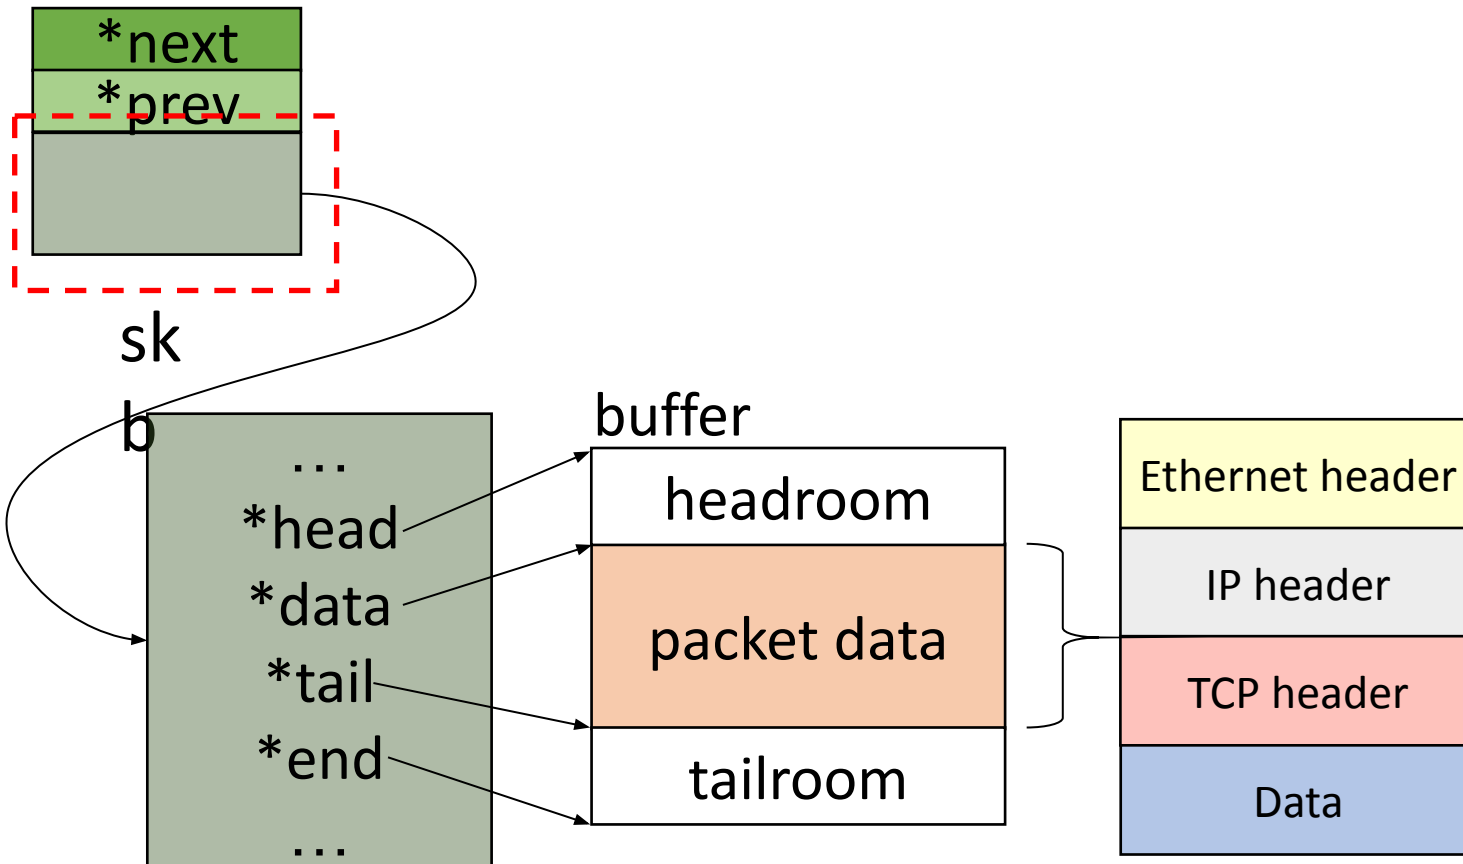 *next
*prev
sk
b
...
*head
*data
*tail
*end
...
buffer
headroom
packet data
tailroom
Ethernet header
IP header
TCP header
Data